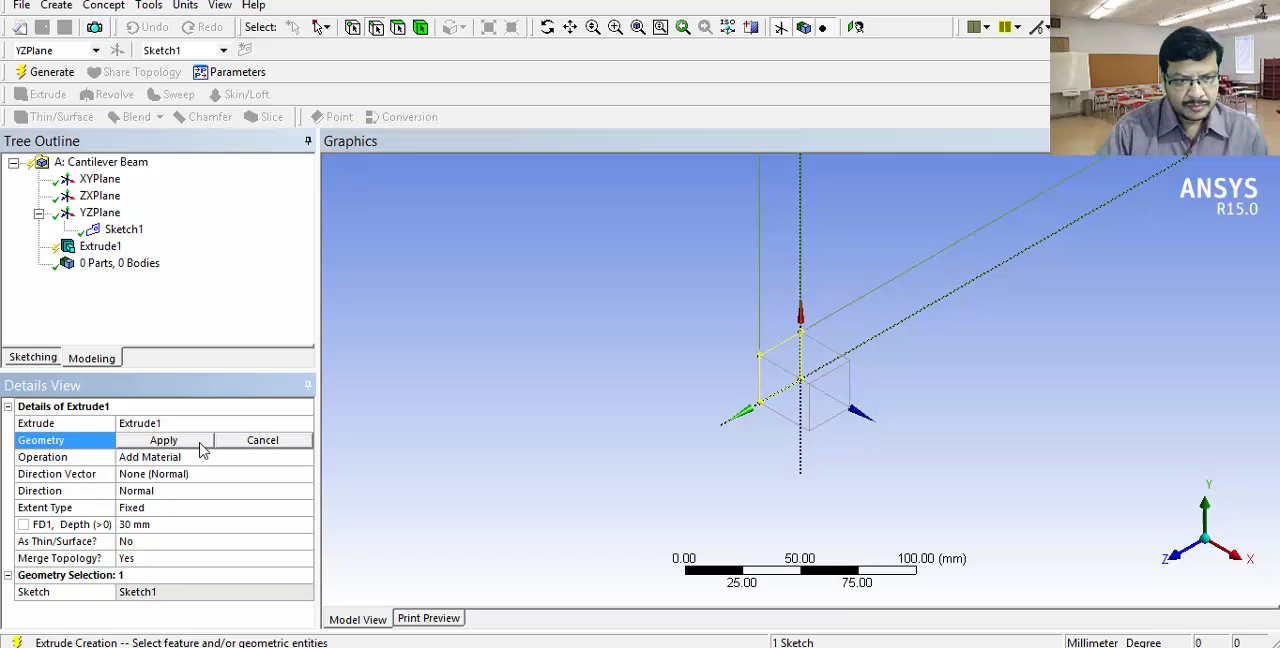 File Create Concept Tools Units View Help
Undo Redo Select:
YZPlane Sketch1
Generate Share Topology Parameters
Extrude Revolve Sweep Skin/Loft
Thin/Surface Blend Chamfer Slice Point Conversion
Tree Outline
A: Cantilever Beam
XYPlane
ZXPlane
YZPlane
Sketch1
Extrude1
0 Parts, 0 Bodies
Sketching Modeling
Details View
Details of Extrude1
Extrude Extrude1
Geometry Apply Cancel
Operation Add Material
Direction Vector None (Normal)
Direction Normal
Extent Type Fixed
FD1, Depth (>0) 30 mm
As Thin/Surface? No
Merge Topology? Yes
Geometry Selection: 1
Sketch Sketch1
Graphics
ANSYS
R15.0
0.00 50.00 100.00 (mm)
25.00 75.00
Y
Z X
Model View Print Preview
Extrude Creation -- Select feature and/or geometric entities 1 Sketch Millimeter Degree 0 0